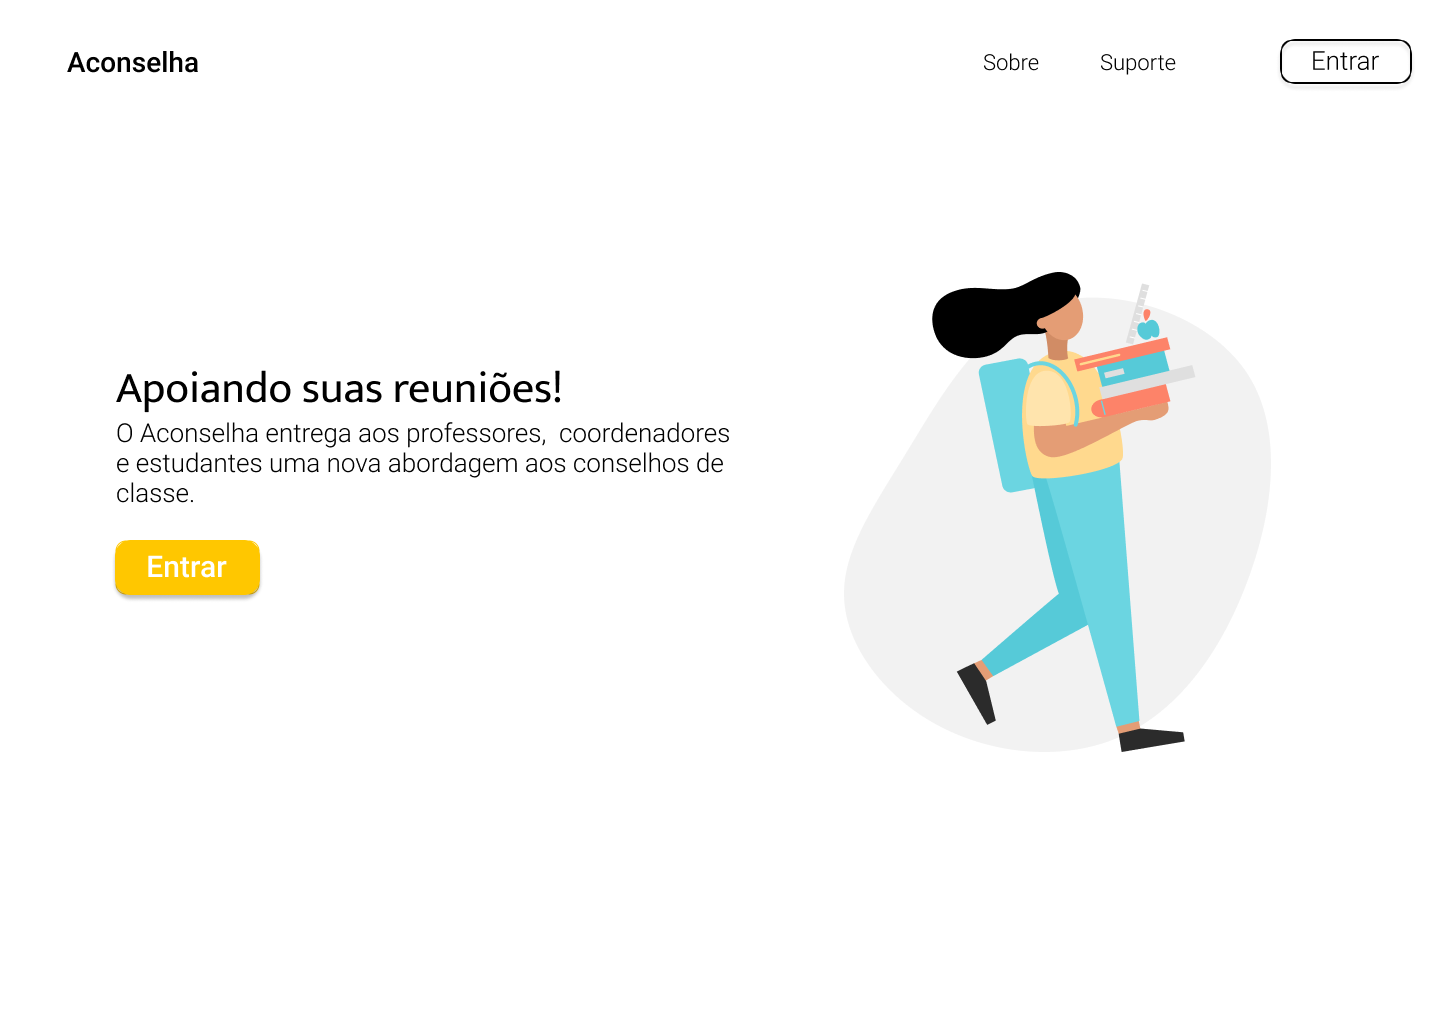 Aconselha
Sobre
Suporte
Entrar
Apoiando suas reuniões!
O Aconselha entrega aos professores,  coordenadores
e estudantes uma nova abordagem aos conselhos de
classe.
Entrar